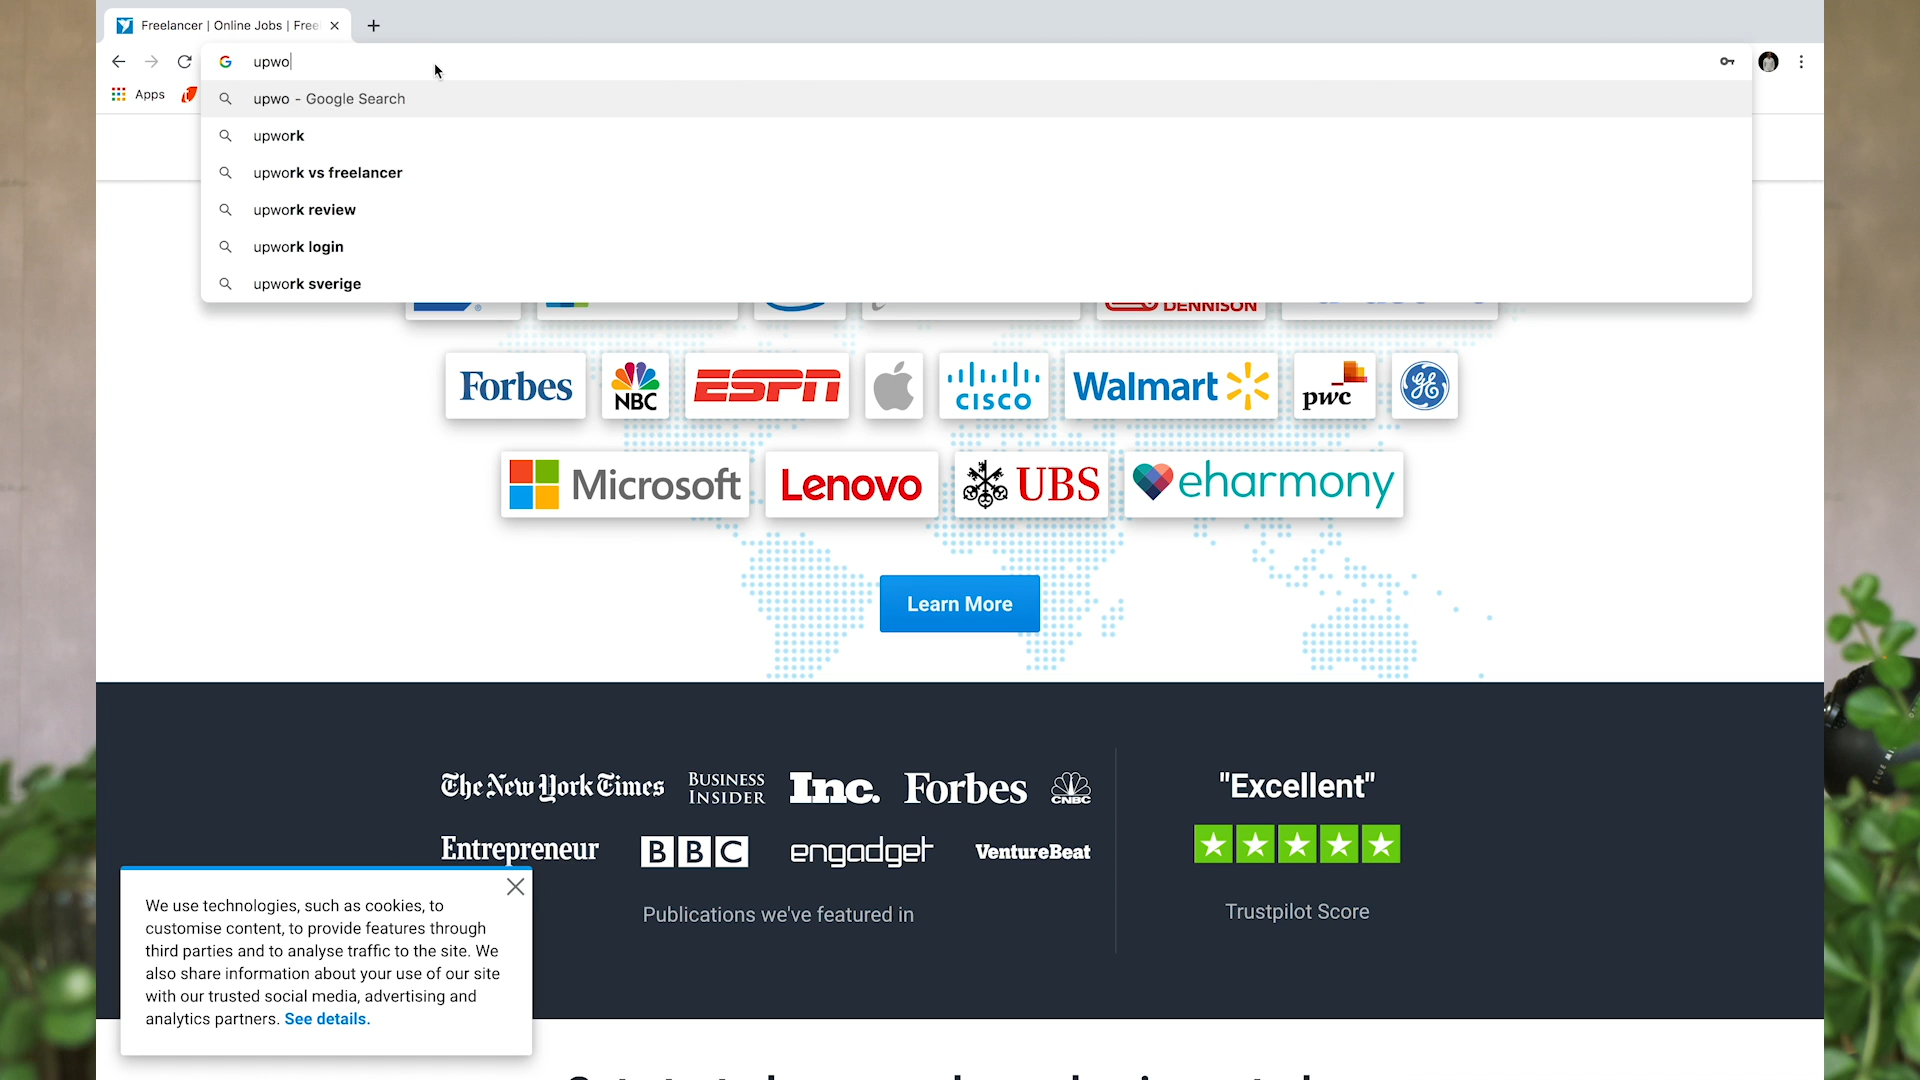 Freelancer | Online Jobs | Free
upwo
Apps
upwo - Google Search
upwork
upwork vs freelancer
upwork review
upwork login
upwork sverige
DENNISON
Forbes
NBC
ESPN
CISCO
Walmart
pwc
GE
Microsoft
Lenovo
UBS
eharmony
Learn More
The New York Times
BUSINESS
INSIDER
Inc.
Forbes
CNBC
"Excellent"
Entrepreneur
BBC
engadget
VentureBeat
Publications we've featured in
Trustpilot Score
We use technologies, such as cookies, to
customise content, to provide features through
third parties and to analyse traffic to the site. We
also share information about your use of our site
with our trusted social media, advertising and
analytics partners. See details.